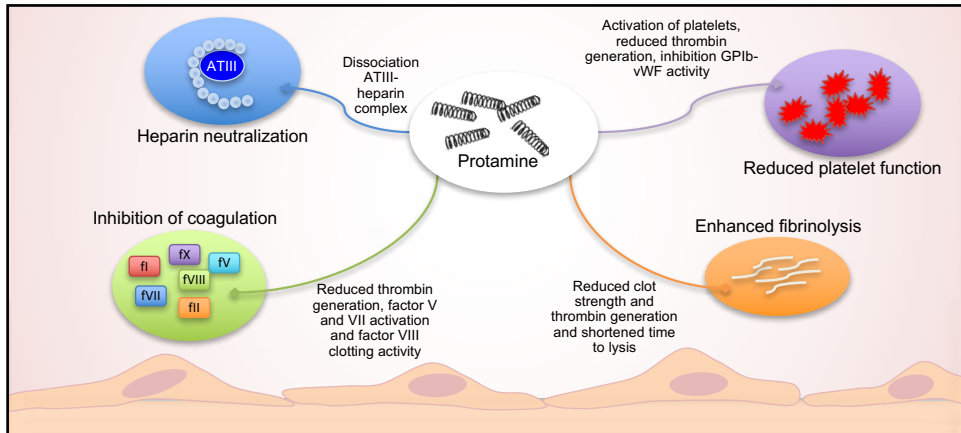 ATIII
Heparin neutralization
Dissociation
ATIII-
heparin
complex
Protamine
Activation of platelets,
reduced thrombin
generation, inhibition GPIb-
vWF activity
Reduced platelet function
Inhibition of coagulation
fI
fX
fV
fVIII
fVII
fII
Reduced thrombin
generation, factor V
and VII activation
and factor VIII
clotting activity
Enhanced fibrinolysis
Reduced clot
strength and
thrombin generation
and shortened time
to lysis